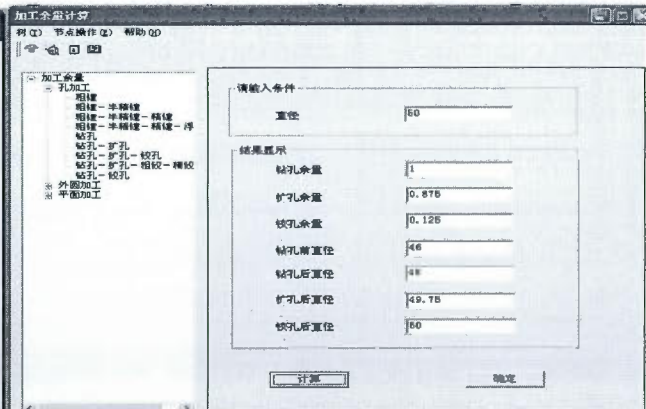 加工余量计算
树(T) 节点操作(Z) 帮助(H)
加工余量
孔加工
粗镗
粗镗-半精镗
粗镗-半精镗-精镗
粗镗-半精镗-精镗-浮
钻孔
钻孔-扩孔
钻孔-扩孔-铰孔
钻孔-扩孔-粗铰-精铰
钻孔-铰孔
外圆加工
平面加工
请输入条件
直径 50
结果显示
钻孔余量 1
扩孔余量 0.875
铰孔余量 0.125
钻孔前直径 46
钻孔后直径 48
扩孔后直径 49.75
铰孔后直径 50
计算 确定